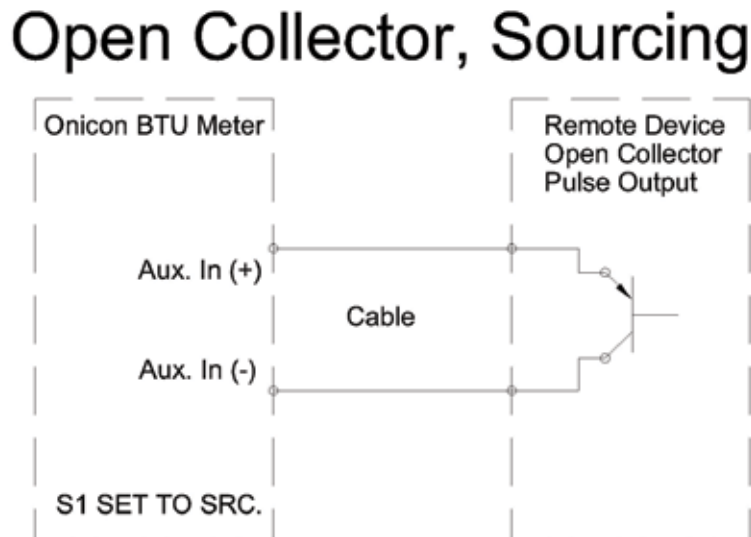 Open Collector, Sourcing
Onicon BTU Meter
Remote Device
Open Collector
Pulse Output
Aux. In (+)
Cable
Aux. In (-)
S1 SET TO SRC.